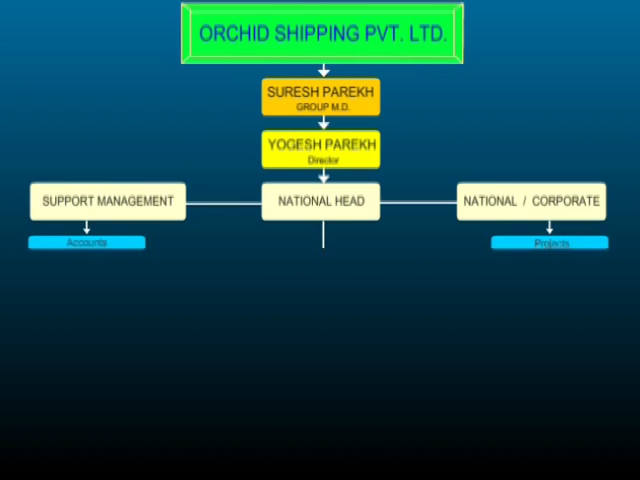 ORCHID SHIPPING PVT. LTD.
SURESH PAREKH
GROUP M.D.
YOGESH PAREKH
Director
SUPPORT MANAGEMENT
NATIONAL HEAD
NATIONAL / CORPORATE
Accounts
Projects